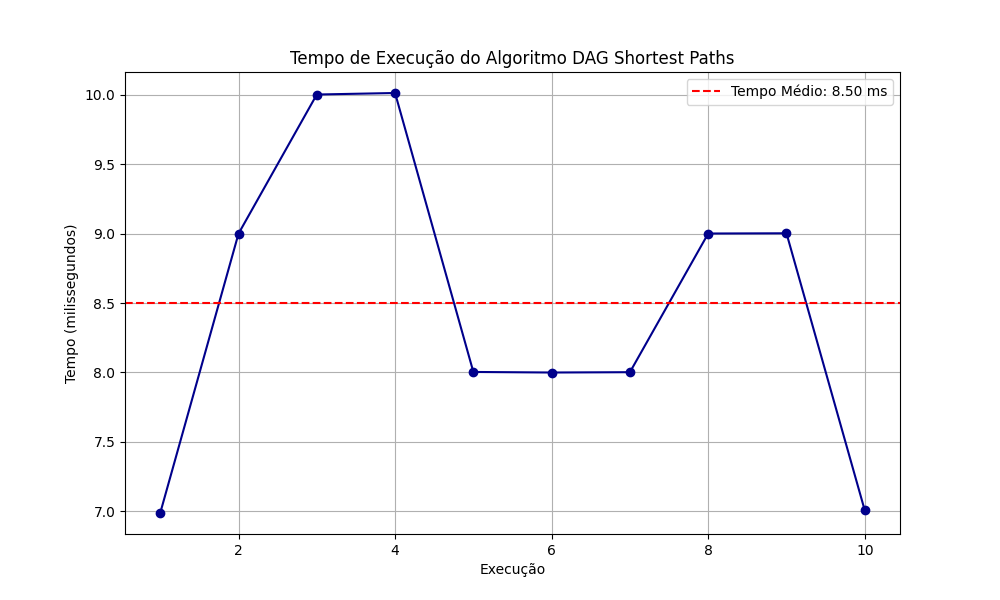 Tempo de Execução do Algoritmo DAG Shortest Paths
Tempo Médio: 8.50 ms
Tempo (milissegundos)
10.0
9.5
9.0
8.5
8.0
7.5
7.0
2 4 6 8 10
Execução